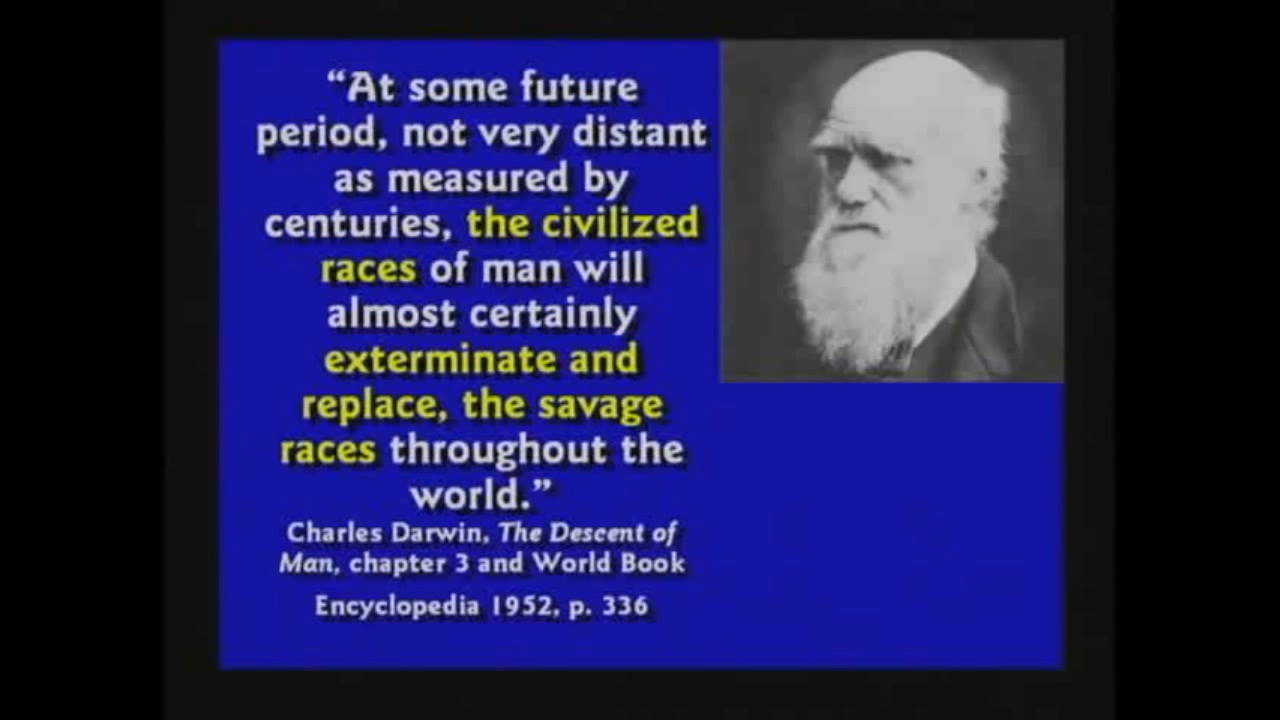 “At some future
period, not very distant
as measured by
centuries, the civilized
races of man will
almost certainly
exterminate and
replace, the savage
races throughout the
world.”
Charles Darwin, The Descent of
Man, chapter 3 and World Book
Encyclopedia 1952, p. 336